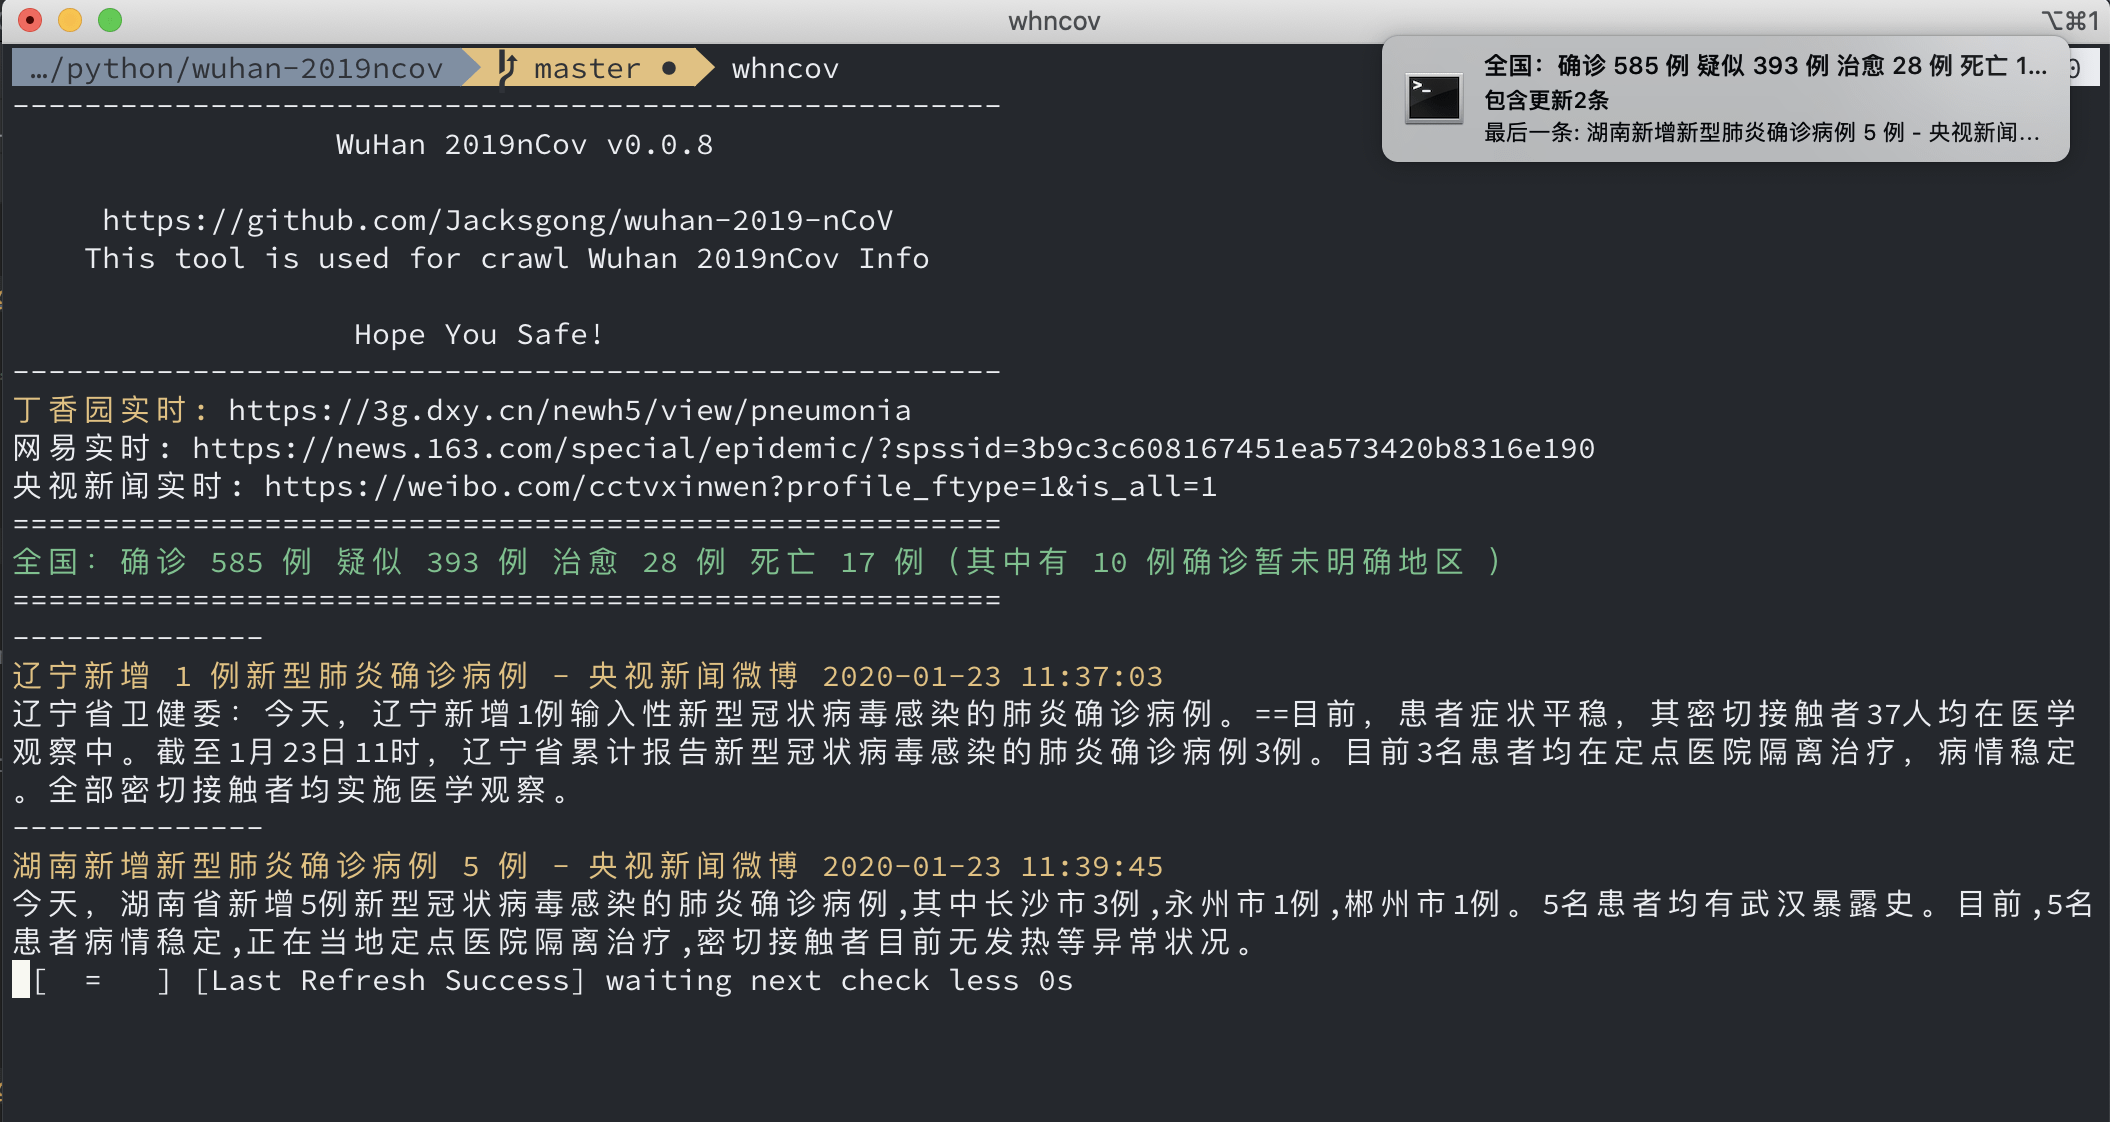 whncov
⌥⌘1
…/python/wuhan-2019ncov master ● whncov
全国：确诊 585 例 疑似 393 例 治愈 28 例 死亡 1...
包含更新2条
最后一条: 湖南新增新型肺炎确诊病例 5 例 - 央视新闻...
-------------------------------------------------------
WuHan 2019nCov v0.0.8
https://github.com/Jacksgong/wuhan-2019-nCoV
This tool is used for crawl Wuhan 2019nCov Info
Hope You Safe!
-------------------------------------------------------
丁香园实时: https://3g.dxy.cn/newh5/view/pneumonia
网易实时: https://news.163.com/special/epidemic/?spssid=3b9c3c608167451ea573420b8316e190
央视新闻实时: https://weibo.com/cctvxinwen?profile_ftype=1&is_all=1
=======================================================
全国：确诊 585 例 疑似 393 例 治愈 28 例 死亡 17 例（其中有 10 例确诊暂未明确地区 ）
=======================================================
--------------
辽宁新增 1 例新型肺炎确诊病例 - 央视新闻微博 2020-01-23 11:37:03
辽宁省卫健委：今天，辽宁新增1例输入性新型冠状病毒感染的肺炎确诊病例。==目前，患者症状平稳，其密切接触者37人均在医学
观察中。截至1月23日11时，辽宁省累计报告新型冠状病毒感染的肺炎确诊病例3例。目前3名患者均在定点医院隔离治疗，病情稳定
。全部密切接触者均实施医学观察。
--------------
湖南新增新型肺炎确诊病例 5 例 - 央视新闻微博 2020-01-23 11:39:45
今天，湖南省新增5例新型冠状病毒感染的肺炎确诊病例,其中长沙市3例,永州市1例,郴州市1例。5名患者均有武汉暴露史。目前,5名
患者病情稳定,正在当地定点医院隔离治疗,密切接触者目前无发热等异常状况。
[  =   ] [Last Refresh Success] waiting next check less 0s